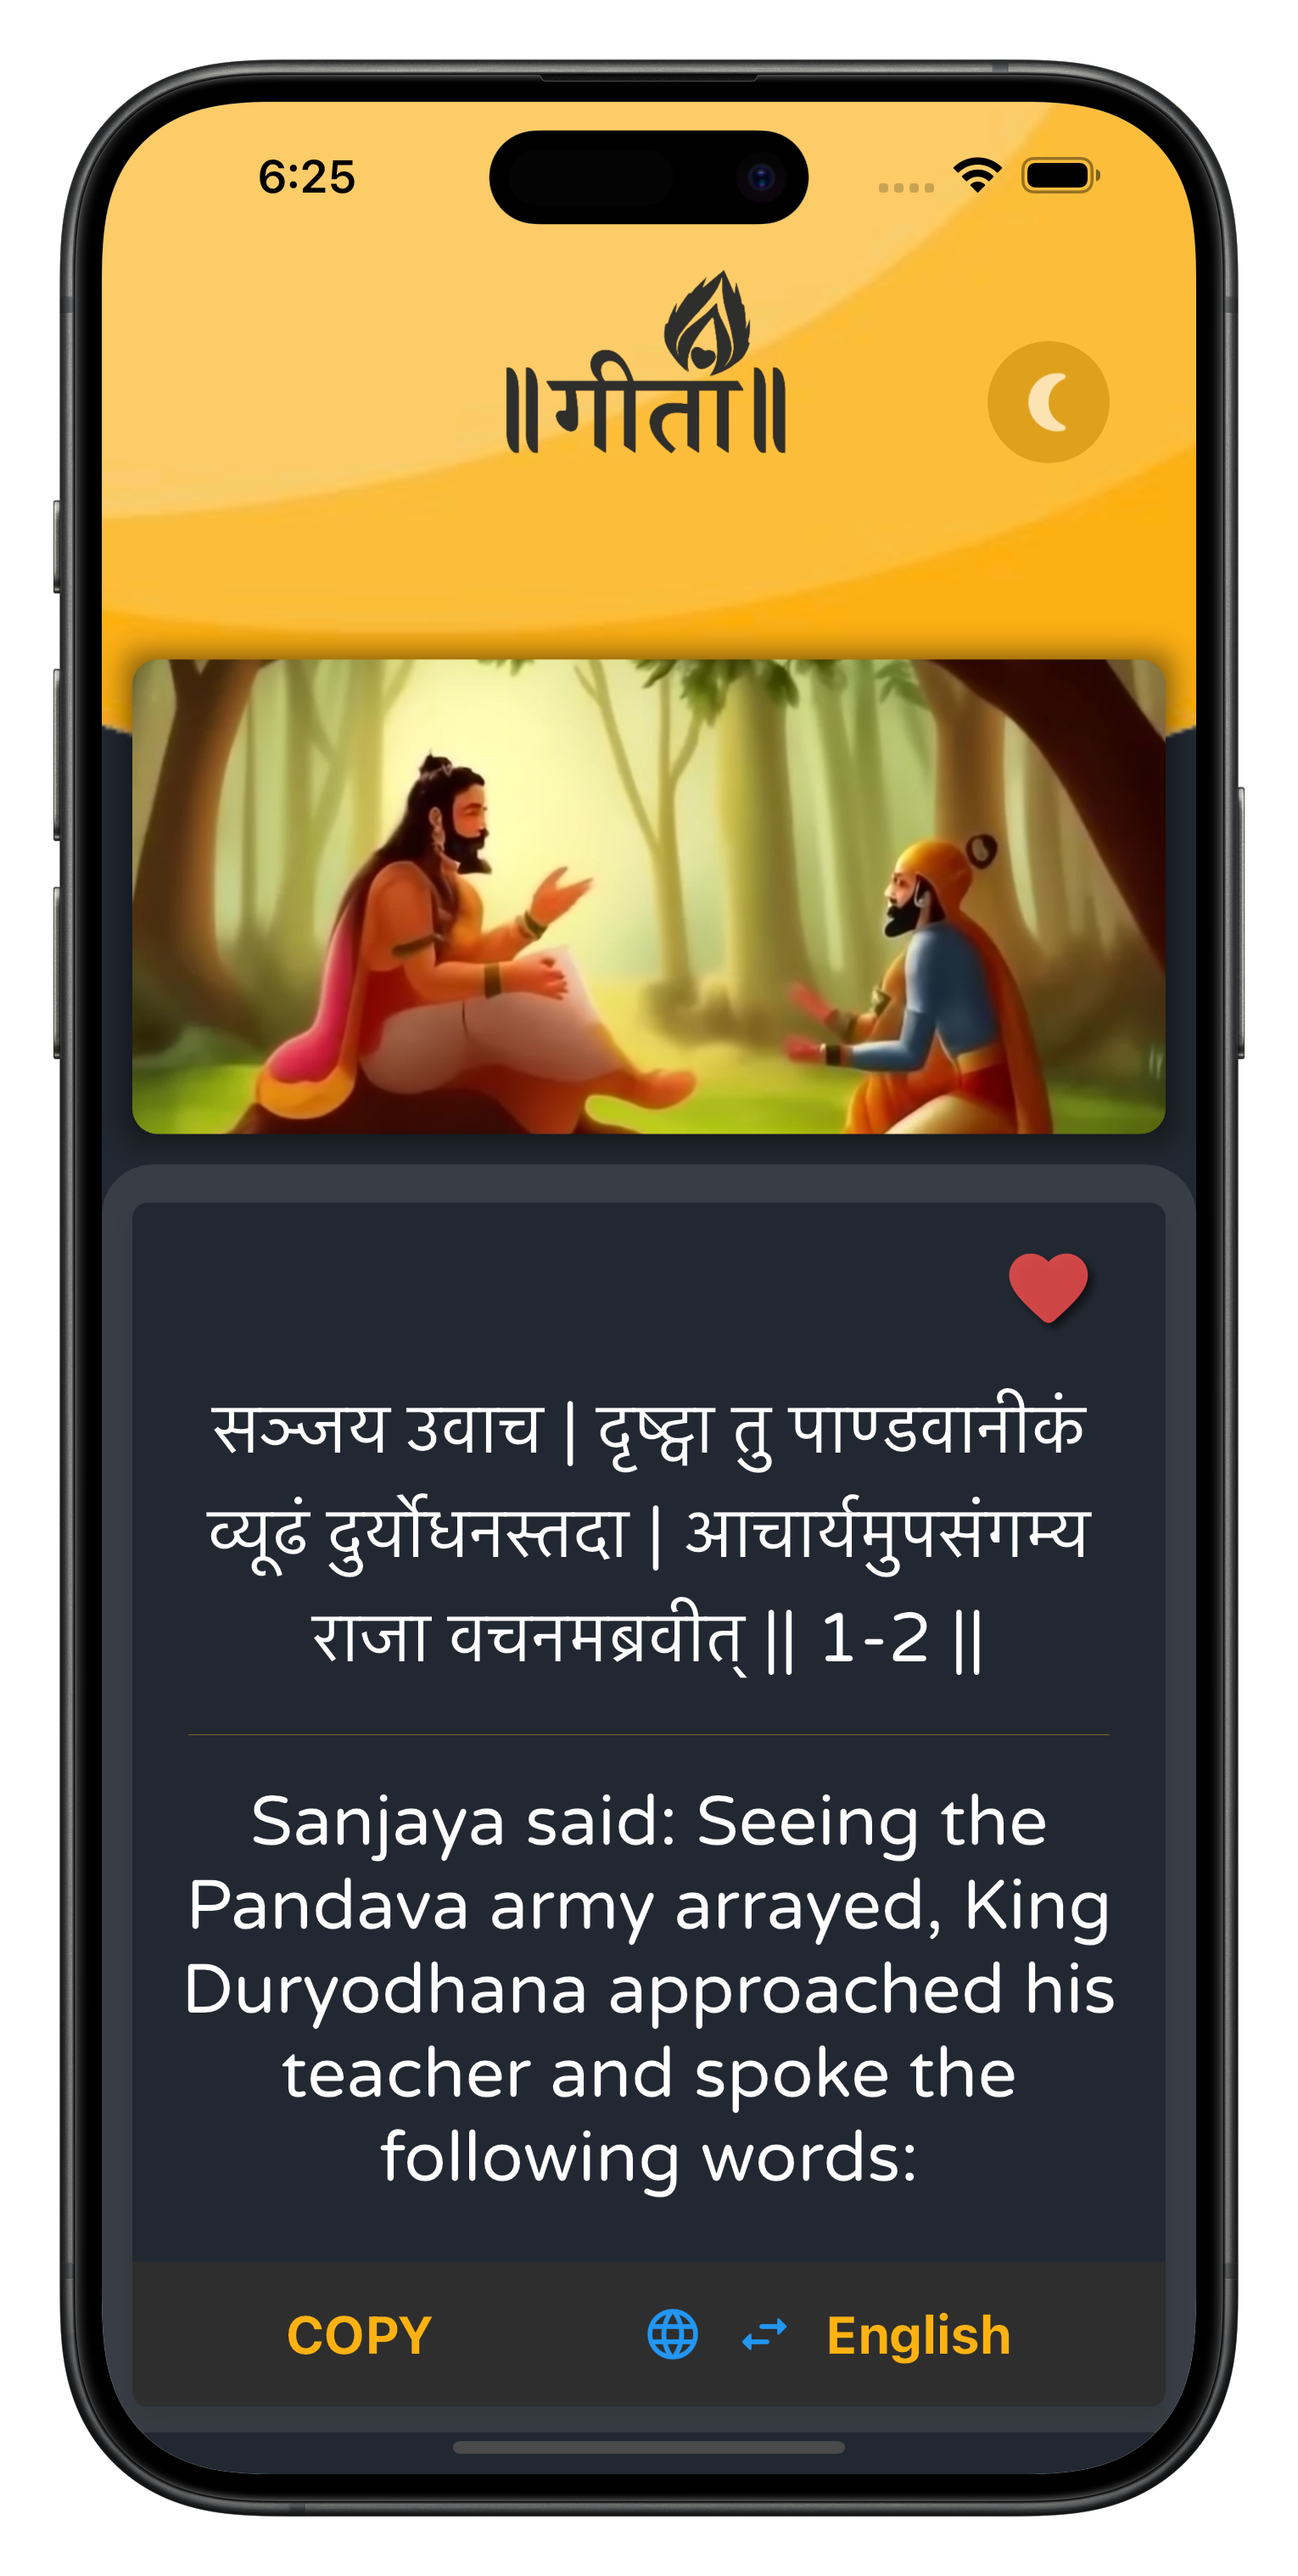 6:25
॥गीता॥
सञ्जय उवाच | दृष्ट्वा तु पाण्डवानीकं
व्यूढं दुर्योधनस्तदा | आचार्यमुपसंगम्य
राजा वचनमब्रवीत् || 1-2 ||
Sanjaya said: Seeing the
Pandava army arrayed, King
Duryodhana approached his
teacher and spoke the
following words:
COPY English